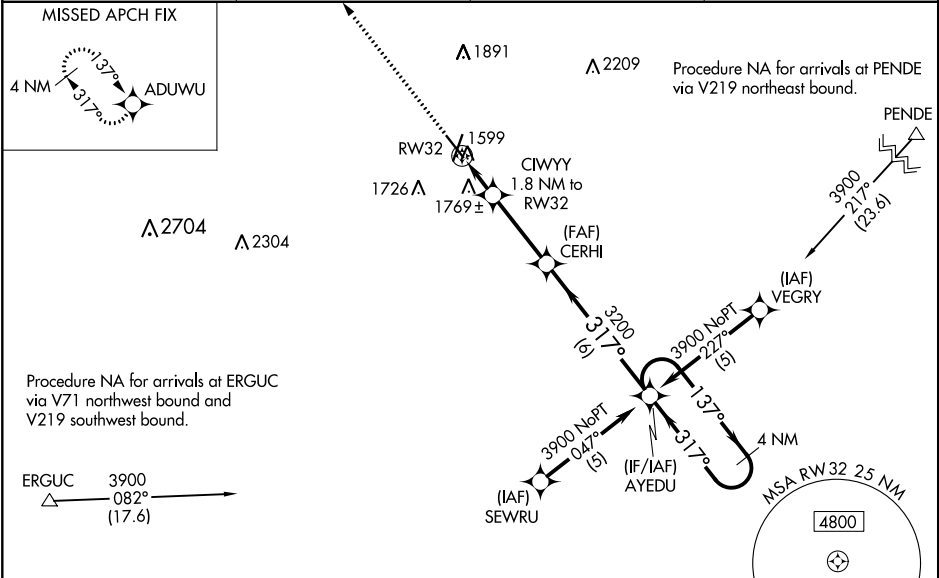 MISSED APCH FIX
4 NM
137°
317°
ADUWU
1891
2209
Procedure NA for arrivals at PENDE
via V219 northeast bound.
PENDE
3900
217°
(23.6)
1599
RW32
CIWYY
1.8 NM to
RW32
1726
1769±
2704
2304
(FAF)
CERHI
(IAF)
VEGRY
3200
317°
(6)
3900 NoPT
227°
(5)
137°
317°
4 NM
Procedure NA for arrivals at ERGUC
via V71 northwest bound and
V219 southwest bound.
3900 NoPT
047°
(5)
(IF/IAF)
AYEDU
(IAF)
SEWRU
ERGUC
3900
082°
(17.6)
MSA RW32 25 NM
4800